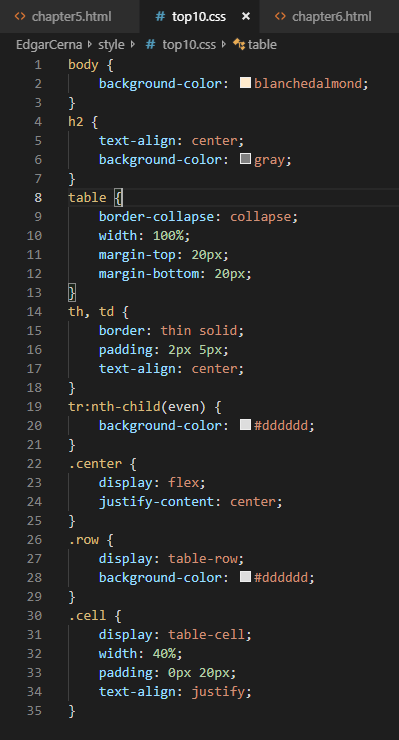 chapter5.html # top10.css × chapter6.html
EdgarCerna > style > # top10.css > table
1 body {
2 background-color: blanchedalmond;
3 }
4 h2 {
5 text-align: center;
6 background-color: gray;
7 }
8 table {
9 border-collapse: collapse;
10 width: 100%;
11 margin-top: 20px;
12 margin-bottom: 20px;
13 }
14 th, td {
15 border: thin solid;
16 padding: 2px 5px;
17 text-align: center;
18 }
19 tr:nth-child(even) {
20 background-color: #dddddd;
21 }
22 .center {
23 display: flex;
24 justify-content: center;
25 }
26 .row {
27 display: table-row;
28 background-color: #dddddd;
29 }
30 .cell {
31 display: table-cell;
32 width: 40%;
33 padding: 0px 20px;
34 text-align: justify;
35 }